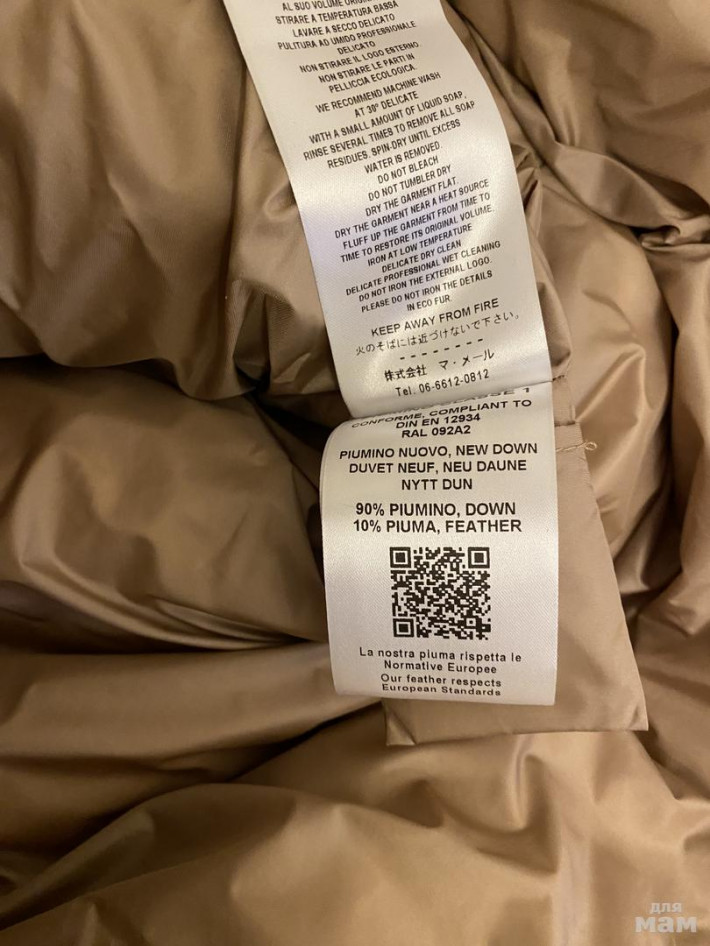 AL SUO VOLUME
STIRARE A TEMPERATURA BASSA
LAVARE A SECCO DELICATO
PULITURA AD UMIDO PROFESSIONALE
DELICATO
NON STIRARE IL LOGO ESTERNO.
NON STIRARE LE PARTI IN
PELLICCIA ECOLOGICA.
WE RECOMMEND MACHINE WASH
AT 30° DELICATE
WITH A SMALL AMOUNT OF LIQUID SOAP,
RINSE SEVERAL TIMES TO REMOVE ALL SOAP
RESIDUES. SPIN-DRY UNTIL EXCESS
WATER IS REMOVED.
DO NOT BLEACH
DO NOT TUMBLER DRY
DRY THE GARMENT FLAT.
DRY THE GARMENT NEAR A HEAT SOURCE
FLUFF UP THE GARMENT FROM TIME TO
TIME TO RESTORE ITS ORIGINAL VOLUME.
IRON AT LOW TEMPERATURE
DELICATE DRY CLEAN
DELICATE PROFESSIONAL WET CLEANING
DO NOT IRON THE EXTERNAL LOGO.
PLEASE DO NOT IRON THE DETAILS
IN ECO FUR.
KEEP AWAY FROM FIRE
火のそばには近づけないで下さい。
--------
株式会社 マ・メール
Tel: 06-6612-0812
CONFORME, COMPLIANT TO
DIN EN 12934
RAL 092A2
PIUMINO NUOVO, NEW DOWN
DUVET NEUF, NEU DAUNE
NYTT DUN
90% PIUMINO, DOWN
10% PIUMA, FEATHER
La nostra piuma rispetta le
Normative Europee
Our feather respects
European Standards
для
мам